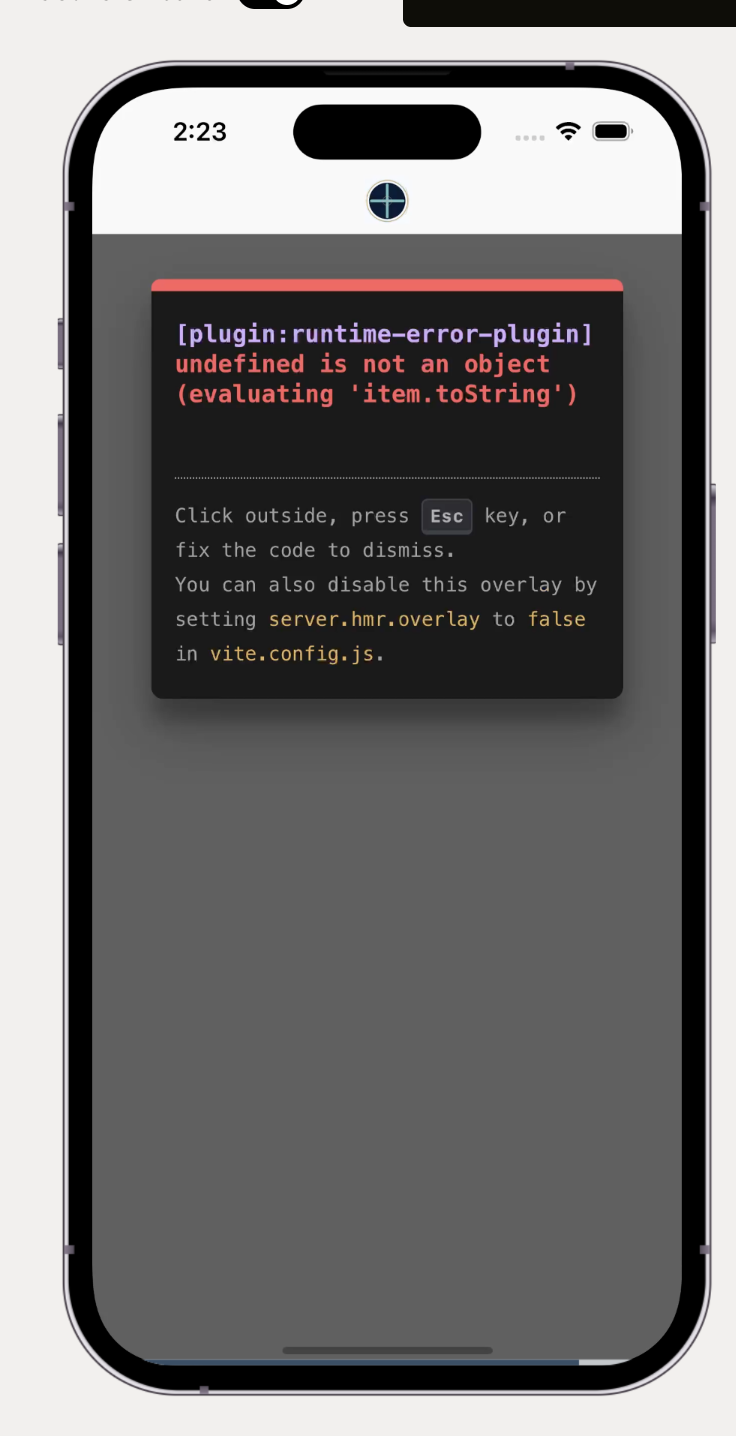 2:23
[plugin:runtime-error-plugin]
undefined is not an object
(evaluating 'item.toString')
Click outside, press Esc key, or
fix the code to dismiss.
You can also disable this overlay by
setting server.hmr.overlay to false
in vite.config.js.